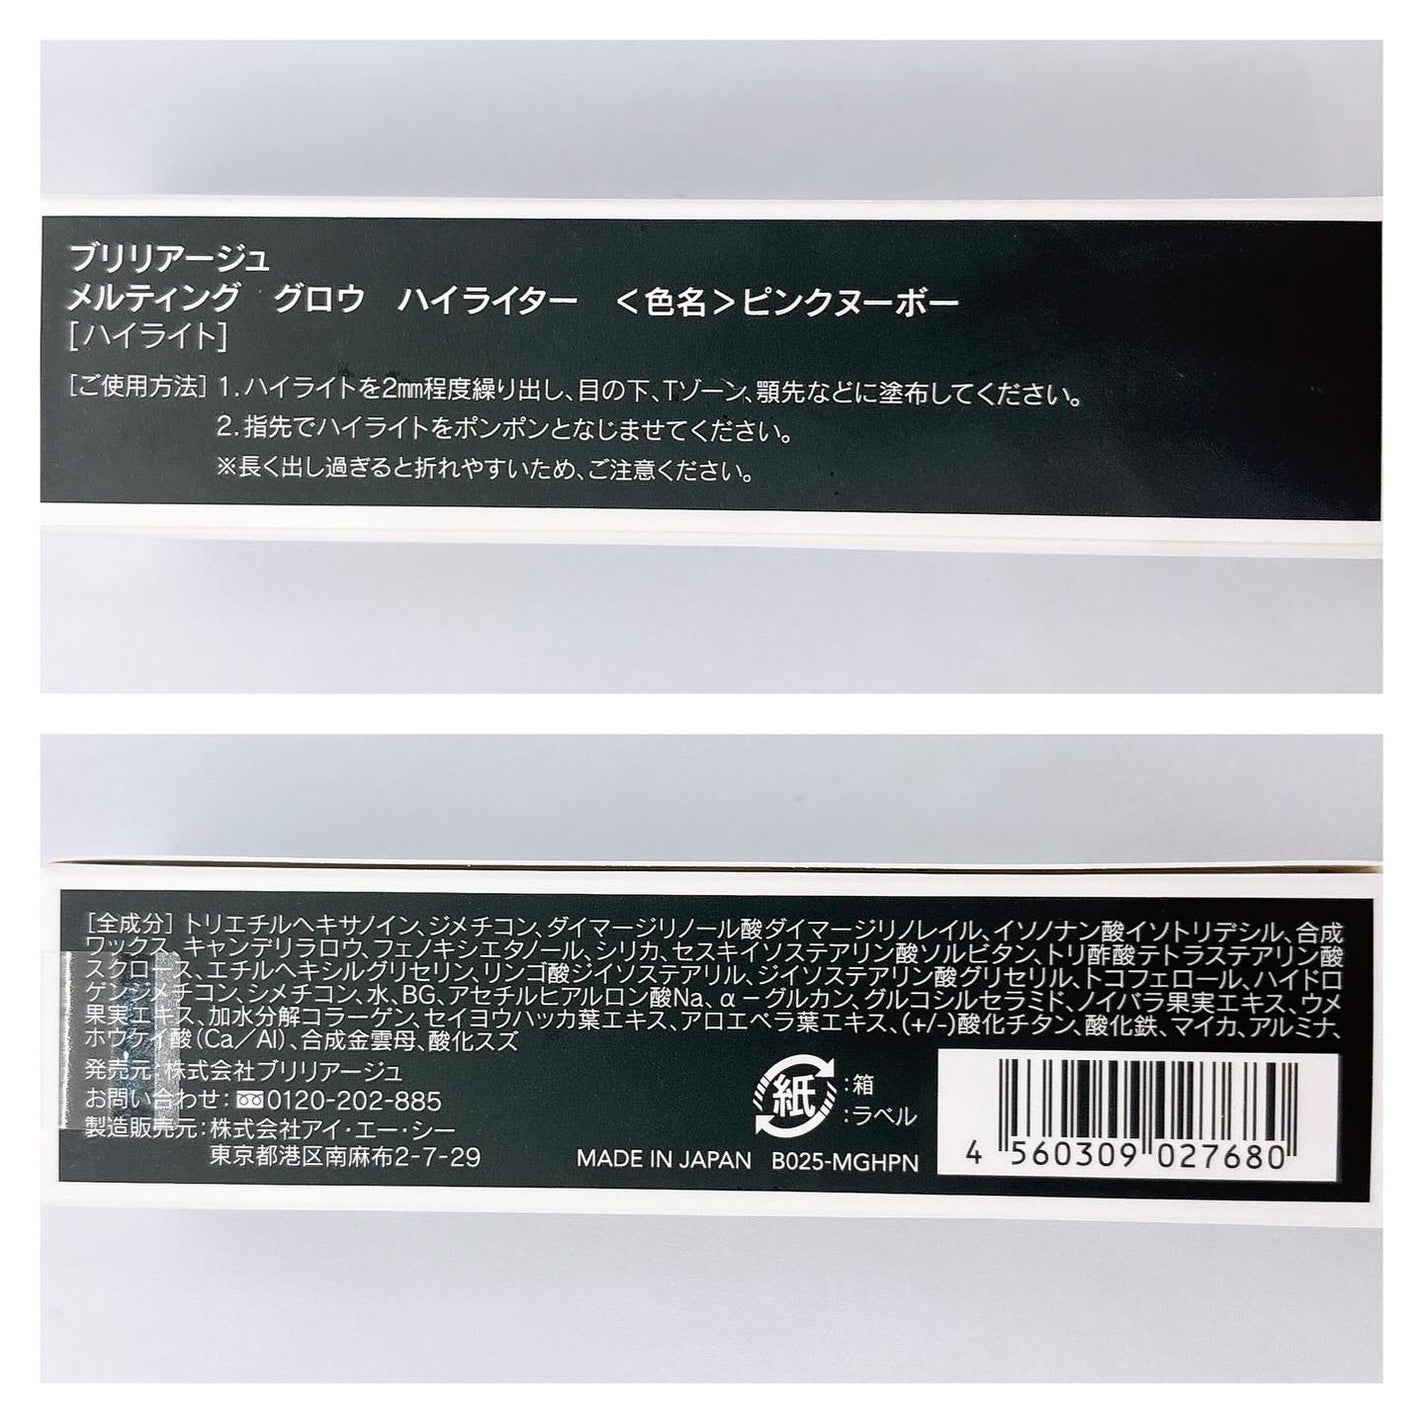 ブリリアージュ
メルティング グロウ ハイライター ＜色名＞ピンクヌーボー
［ハイライト］
［ご使用方法］1.ハイライトを2㎜程度繰り出し、目の下、Tゾーン、顎先などに塗布してください。
2.指先でハイライトをポンポンとなじませてください。
※長く出し過ぎると折れやすいため、ご注意ください。
［全成分］トリエチルヘキサノイン、ジメチコン、ダイマージリノール酸ダイマージリノレイル、イソノナン酸イソトリデシル、合成
ワックス、キャンデリラロウ、フェノキシエタノール、シリカ、セスキイソステアリン酸ソルビタン、トリ酢酸テトラステアリン酸
スクロース、エチルヘキシルグリセリン、リンゴ酸ジイソステアリル、ジイソステアリン酸グリセリル、トコフェロール、ハイドロ
ゲンジメチコン、シメチコン、水、BG、アセチルヒアルロン酸Na、α－グルカン、グルコシルセラミド、ノイバラ果実エキス、ウメ
果実エキス、加水分解コラーゲン、セイヨウハッカ葉エキス、アロエベラ葉エキス、(+/-)酸化チタン、酸化鉄、マイカ、アルミナ、
ホウケイ酸(Ca／Al)、合成金雲母、酸化スズ
発売元：株式会社ブリリアージュ
お問い合わせ：0120-202-885
製造販売元：株式会社アイ・エー・シー
東京都港区南麻布2-7-29
紙
：箱
：ラベル
MADE IN JAPAN B025-MGHPN
4 560309 027680